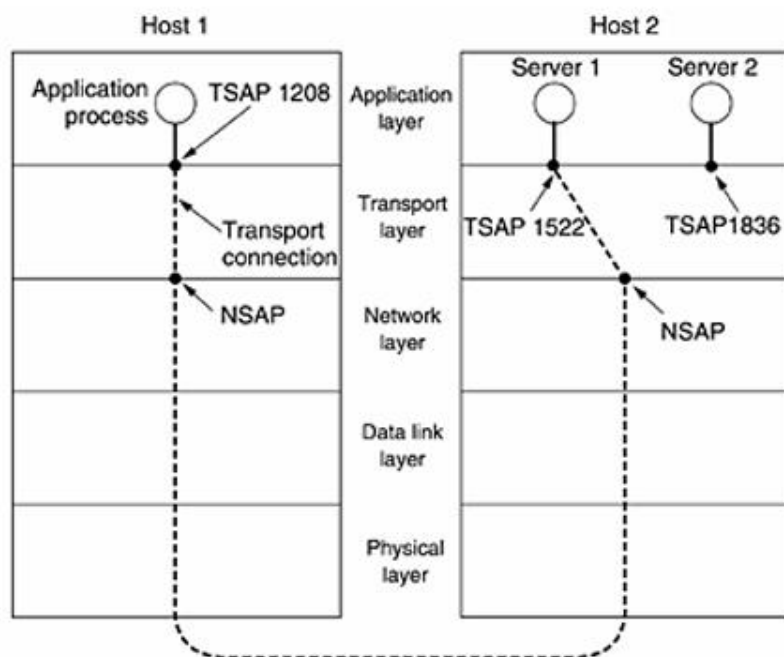 Host 1
Host 2
Application
process
TSAP 1208
Application
layer
Server 1
Server 2
Transport
connection
Transport
layer
TSAP 1522
TSAP1836
NSAP
Network
layer
NSAP
Data link
layer
Physical
layer